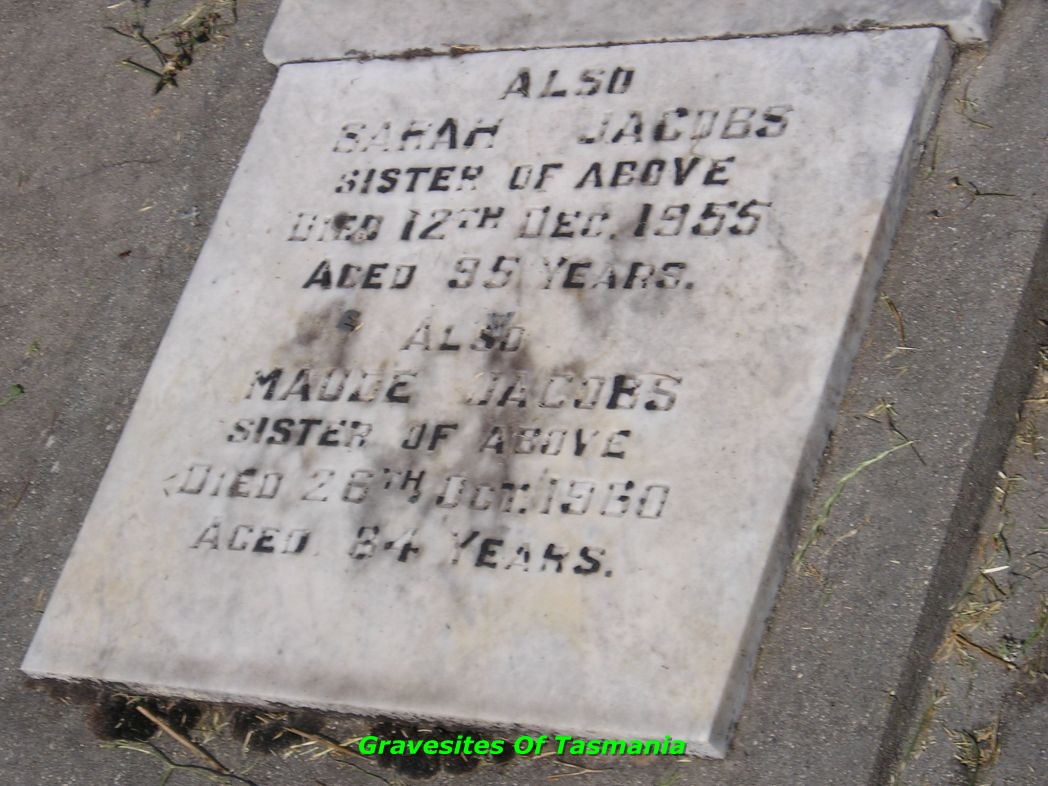 ALSO
SARAH JACOBS
SISTER OF ABOVE
DIED 12TH DEC. 1955
AGED 95 YEARS.
ALSO
MAUDE JACOBS
SISTER OF ABOVE
DIED 26TH OCT. 1960
AGED 84 YEARS.
Gravesites Of Tasmania